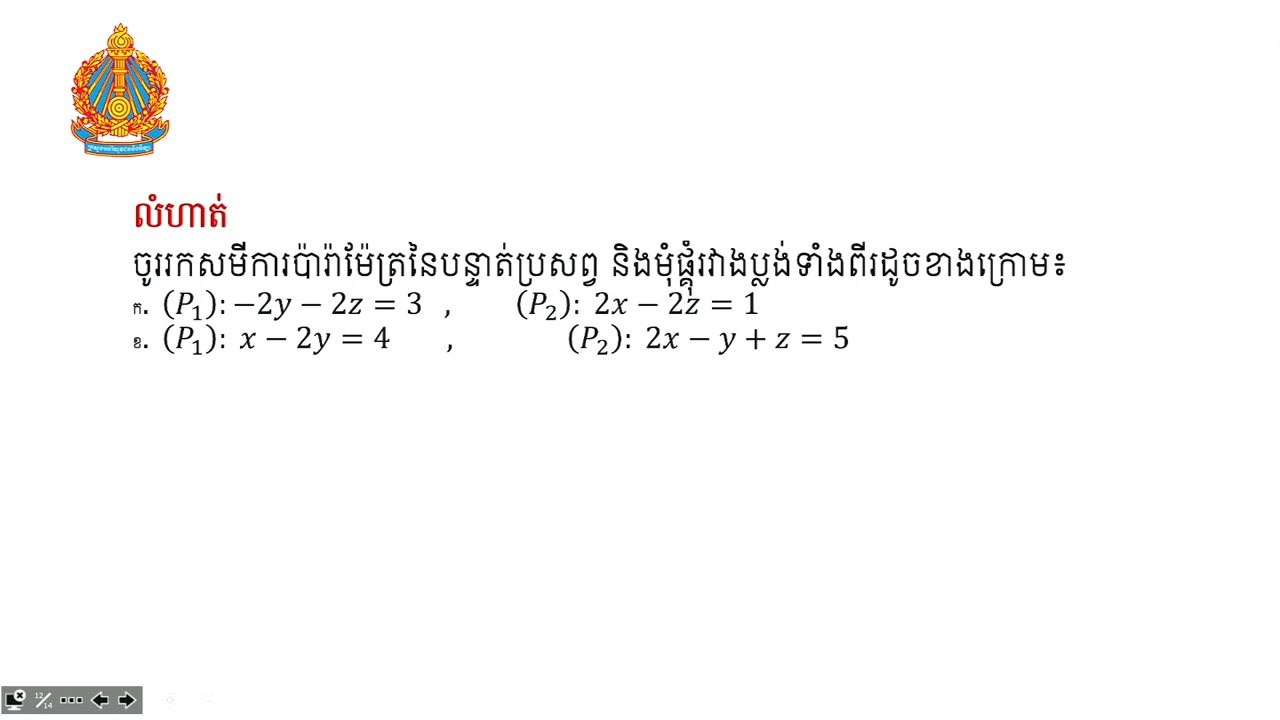 លំហាត់
ចូររកសមីការប៉ារ៉ាម៉ែត្រនៃបន្ទាត់ប្រសព្វ និងមុំផ្គុំរវាងប្លង់ទាំងពីរដូចខាងក្រោម៖
ក. (P₁): −2y − 2z = 3 , (P₂): 2x − 2z = 1
ខ. (P₁): x − 2y = 4 , (P₂): 2x − y + z = 5
12/14